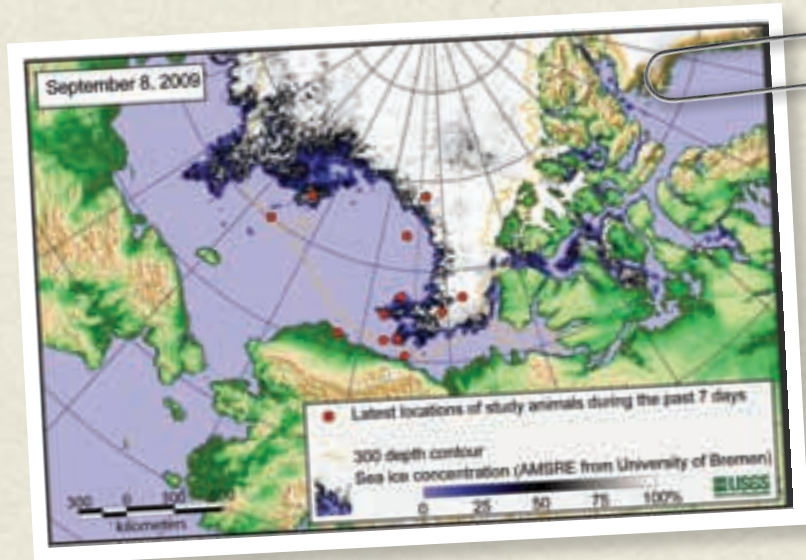 September 8, 2009
Latest locations of study animals during the past 7 days
300 depth contour
Sea ice concentration (AMSRE from University of Bremen)
0 25 50 75 100%
USGS
300 0 300
kilometers